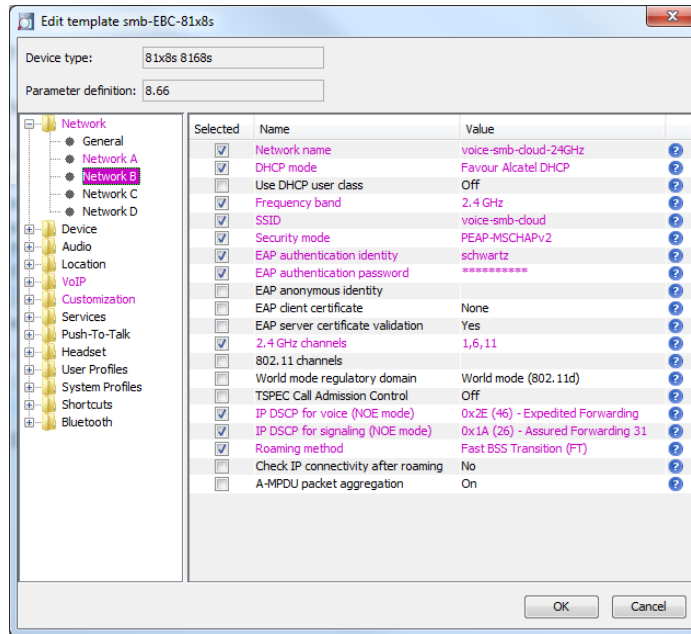 Edit template smb-EBC-81x8s
Device type: 81x8s 8168s
Parameter definition: 8.66
Network
General
Network A
Network B
Network C
Network D
Device
Audio
Location
VoIP
Customization
Services
Push-To-Talk
Headset
User Profiles
System Profiles
Shortcuts
Bluetooth
Selected Name Value
Network name voice-smb-cloud-24GHz
DHCP mode Favour Alcatel DHCP
Use DHCP user class Off
Frequency band 2.4 GHz
SSID voice-smb-cloud
Security mode PEAP-MSCHAPv2
EAP authentication identity schwartz
EAP authentication password **********
EAP anonymous identity
EAP client certificate None
EAP server certificate validation Yes
2.4 GHz channels 1,6,11
802.11 channels
World mode regulatory domain World mode (802.11d)
TSPEC Call Admission Control Off
IP DSCP for voice (NOE mode) 0x2E (46) - Expedited Forwarding
IP DSCP for signaling (NOE mode) 0x1A (26) - Assured Forwarding 31
Roaming method Fast BSS Transition (FT)
Check IP connectivity after roaming No
A-MPDU packet aggregation On
OK Cancel